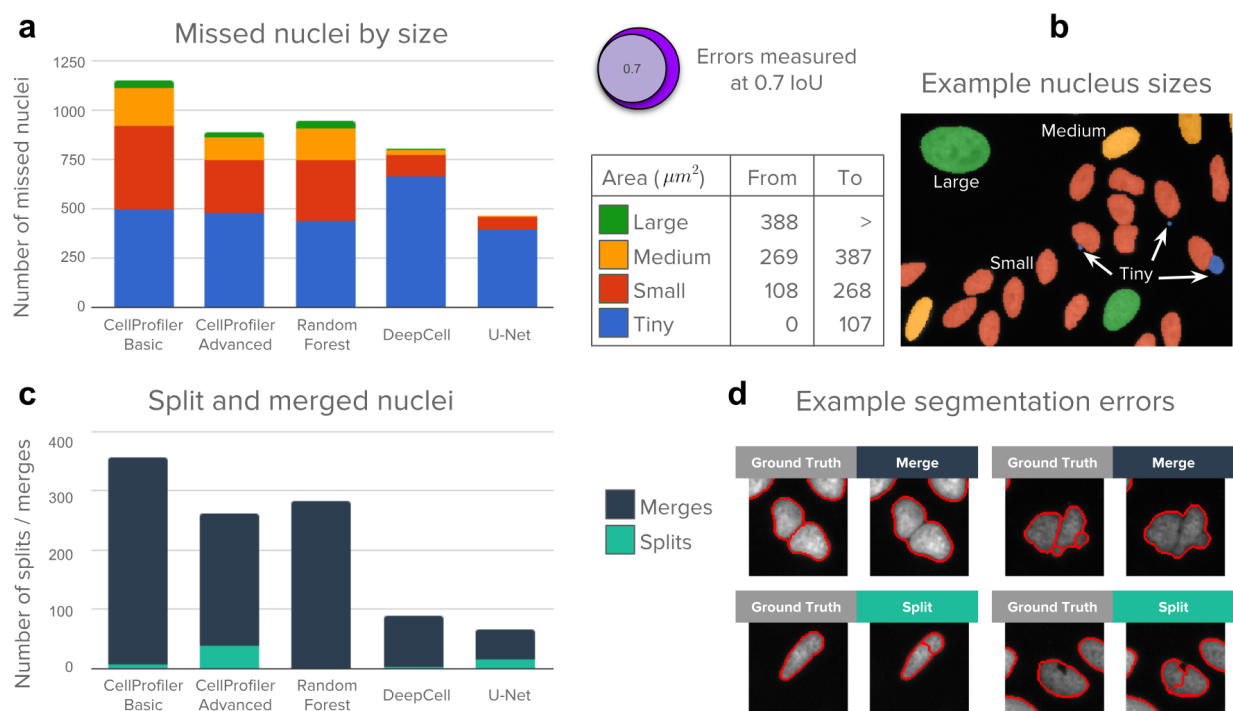 a
Missed nuclei by size
Number of missed nuclei
1250
1000
750
500
250
0
CellProfiler
Basic
CellProfiler
Advanced
Random
Forest
DeepCell
U-Net
0.7
Errors measured
at 0.7 IoU
Area (μm²) From To
Large 388 >
Medium 269 387
Small 108 268
Tiny 0 107
b
Example nucleus sizes
Medium
Large
Small
Tiny
c
Split and merged nuclei
Number of splits / merges
400
300
200
100
0
CellProfiler
Basic
CellProfiler
Advanced
Random
Forest
DeepCell
U-Net
Merges
Splits
d
Example segmentation errors
Ground Truth Merge Ground Truth Merge
Ground Truth Split Ground Truth Split